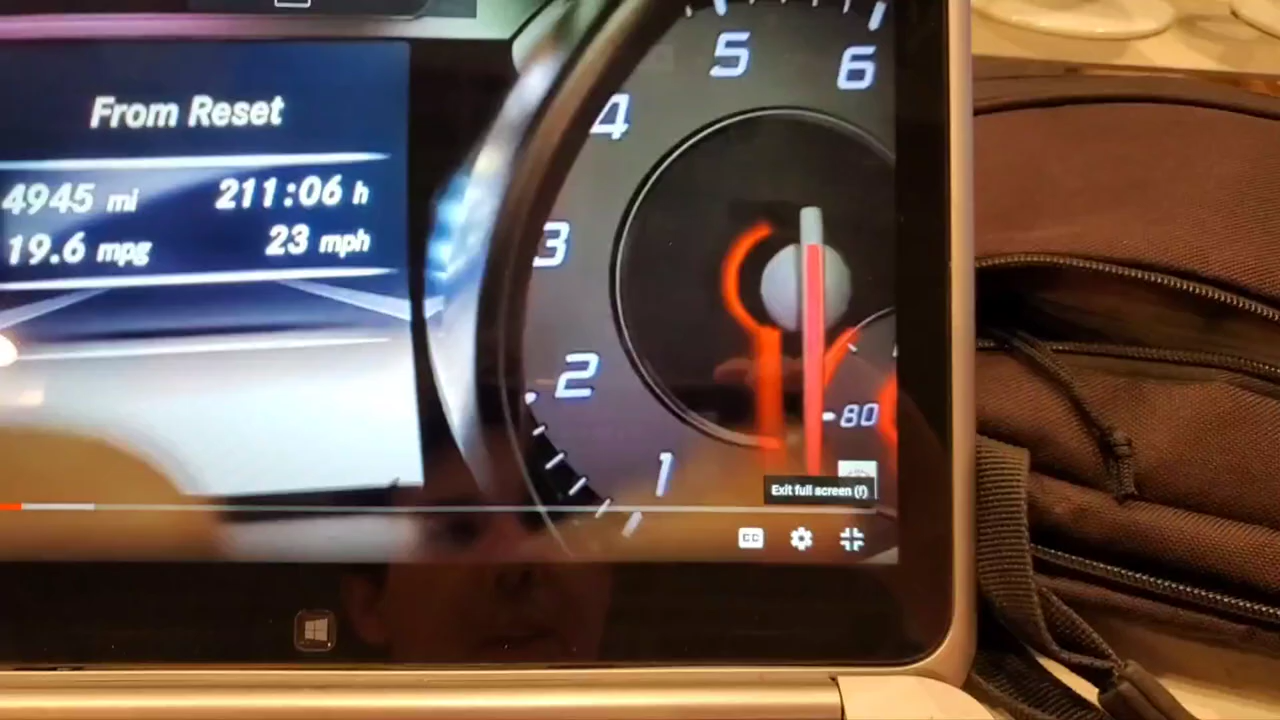 From Reset
4945 mi 211:06 h
19.6 mpg 23 mph
5
6
4
3
2
1
80
Exit full screen (f)
CC